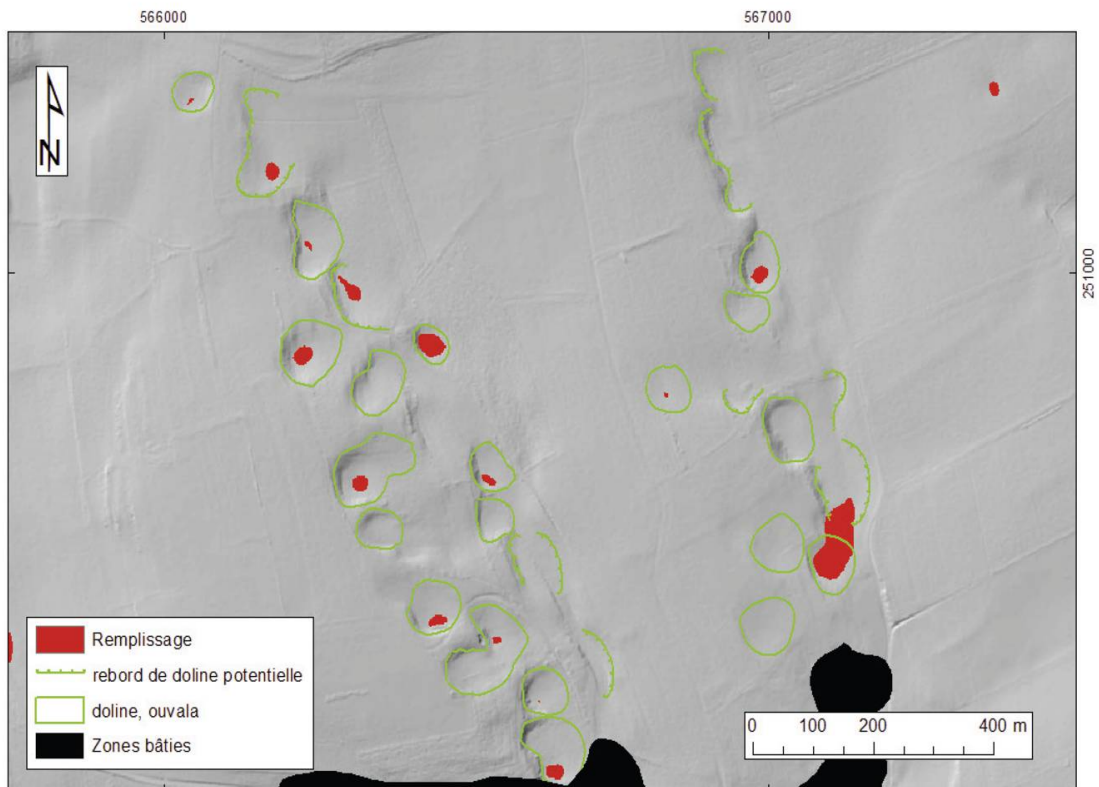 566000
567000
N
251000
Remplissage
rebord de doline potentielle
doline, ouvala
Zones bâties
0 100 200 400 m